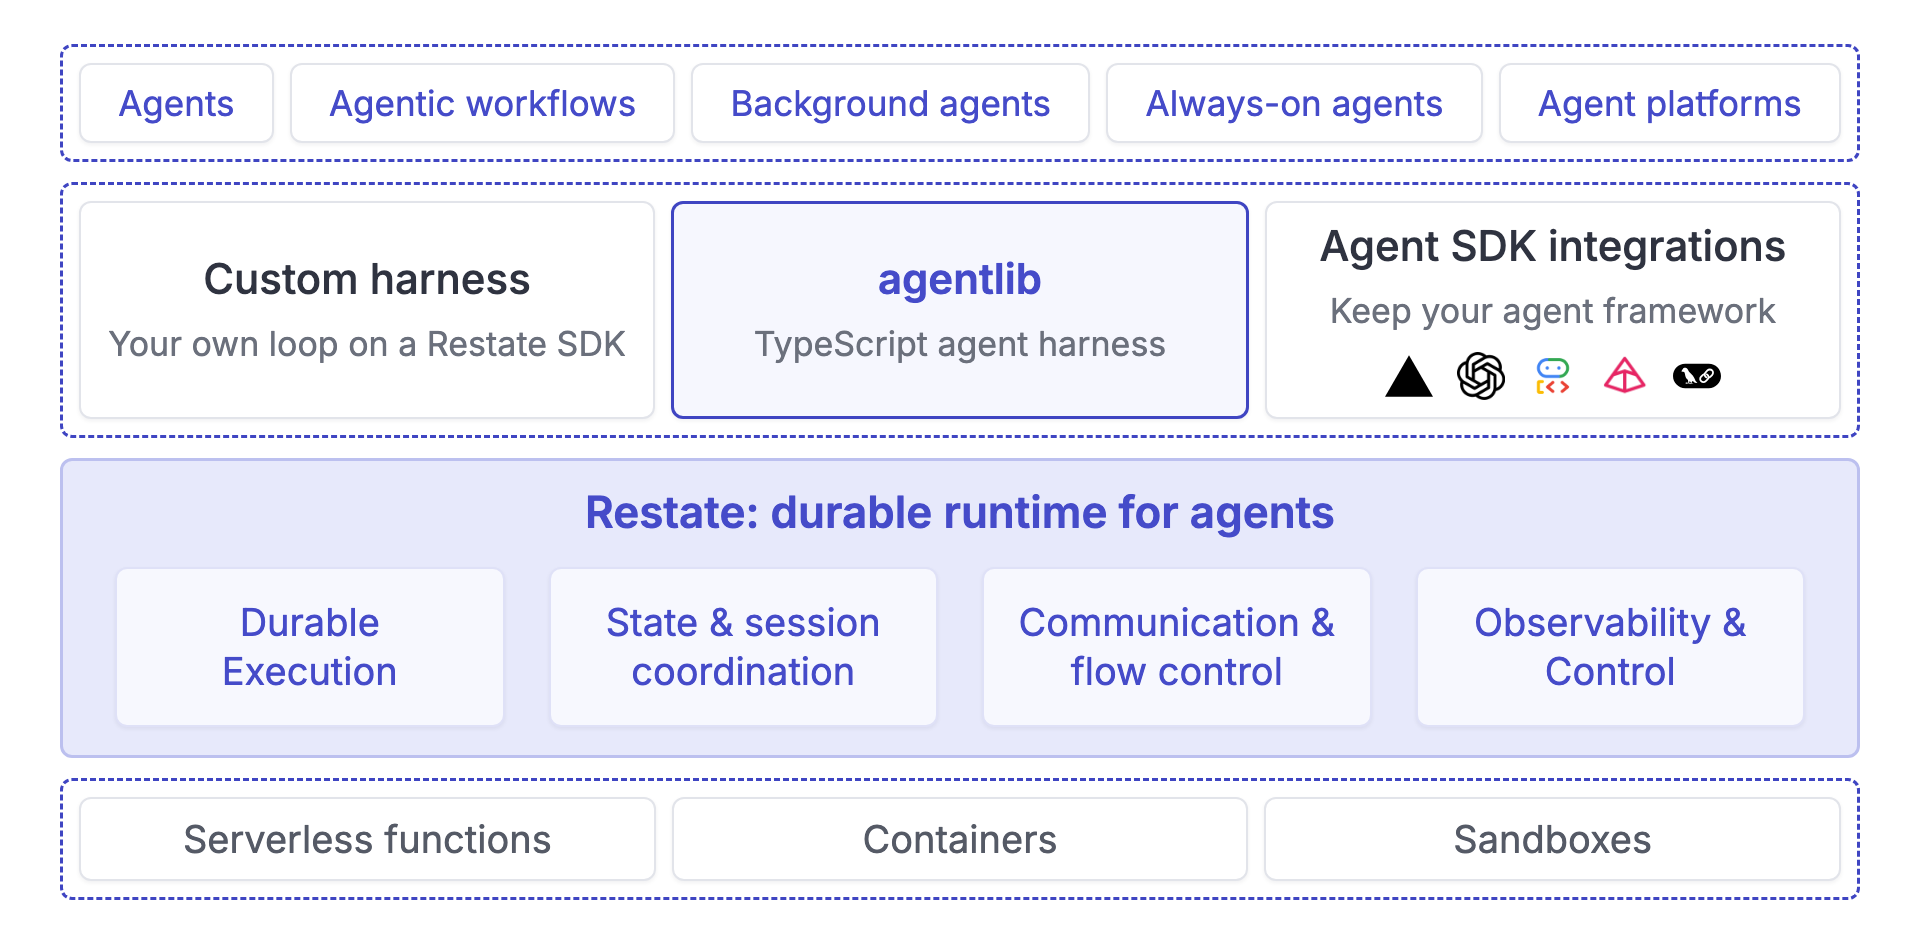 Agents
Agentic workflows
Background agents
Always-on agents
Agent platforms
Custom harness
Your own loop on a Restate SDK
agentlib
TypeScript agent harness
Agent SDK integrations
Keep your agent framework
Restate: durable runtime for agents
Durable
Execution
State & session
coordination
Communication &
flow control
Observability &
Control
Serverless functions
Containers
Sandboxes